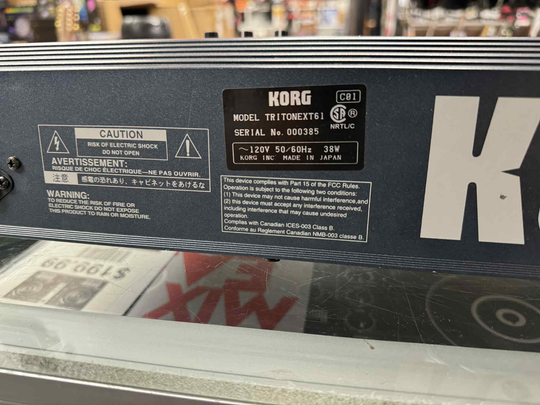 KORG
C01
MODEL TRITONEXT61
SERIAL No. 000385
NRTL/C
~120V 50/60Hz 38W
KORG INC MADE IN JAPAN
CAUTION
RISK OF ELECTRIC SHOCK
DO NOT OPEN
AVERTISSEMENT:
RISQUE DE CHOC ÉLECTRIQUE—NE PAS OUVRIR.
注意 感電の恐れあり、キャビネットをあけるな
WARNING:
TO REDUCE THE RISK OF FIRE OR
ELECTRIC SHOCK DO NOT EXPOSE
THIS PRODUCT TO RAIN OR MOISTURE.
This device complies with Part 15 of the FCC Rules.
Operation is subject to the following two conditions:
(1) This device may not cause harmful interference,and
(2) this device must accept any interference received,
including interference that may cause undesired
operation.
Complies with Canadian ICES-003 Class B.
Conforme au Reglement Canadien NMB-003 classe B.
K
MIX